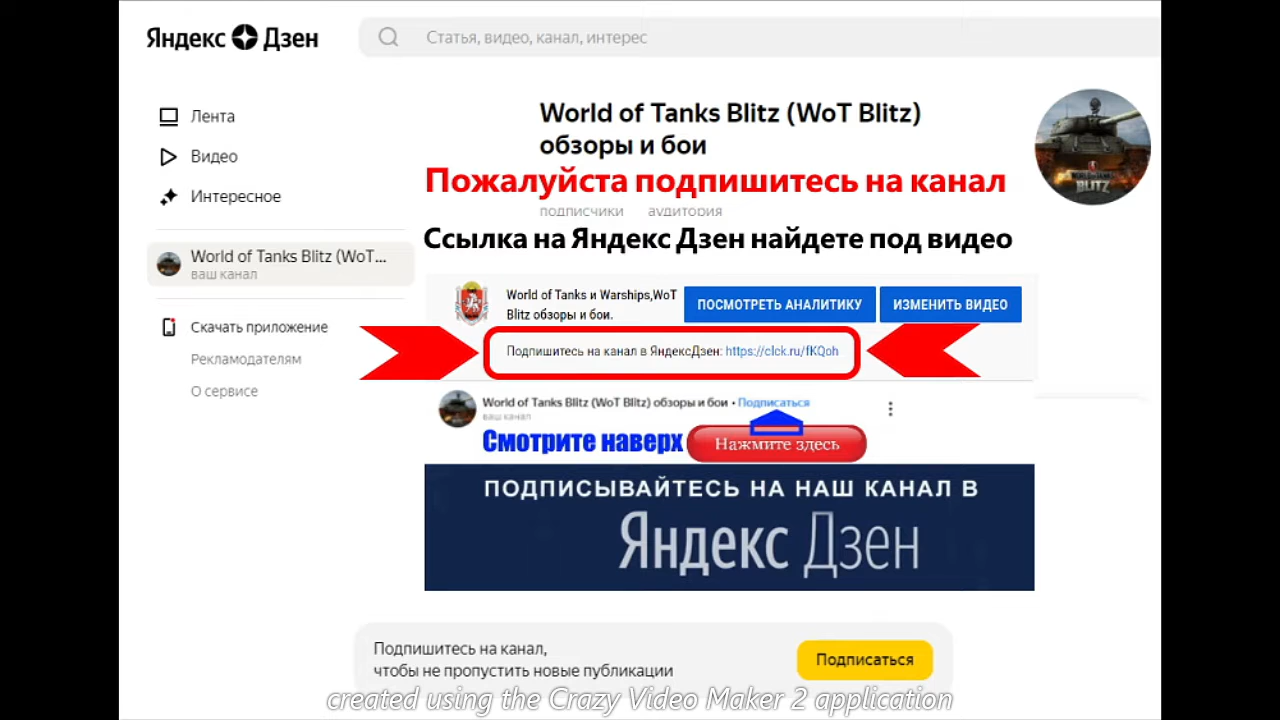 Яндекс Дзен
Статья, видео, канал, интерес
Лента
Видео
Интересное
World of Tanks Blitz (WoT...
ваш канал
Скачать приложение
Рекламодателям
О сервисе
World of Tanks Blitz (WoT Blitz)
обзоры и бои
Пожалуйста подпишитесь на канал
подписчики аудитория
Ссылка на Яндекс Дзен найдете под видео
World of Tanks и Warships,WoT
Blitz обзоры и бои.
ПОСМОТРЕТЬ АНАЛИТИКУ
ИЗМЕНИТЬ ВИДЕО
Подпишитесь на канал в ЯндексДзен: https://clck.ru/fKQoh
World of Tanks Blitz (WoT Blitz) обзоры и бои • Подписаться
ваш канал
Смотрите наверх
Нажмите здесь
ПОДПИСЫВАЙТЕСЬ НА НАШ КАНАЛ В
Яндекс Дзен
Подпишитесь на канал,
чтобы не пропустить новые публикации
Подписаться
created using the Crazy Video Maker 2 application